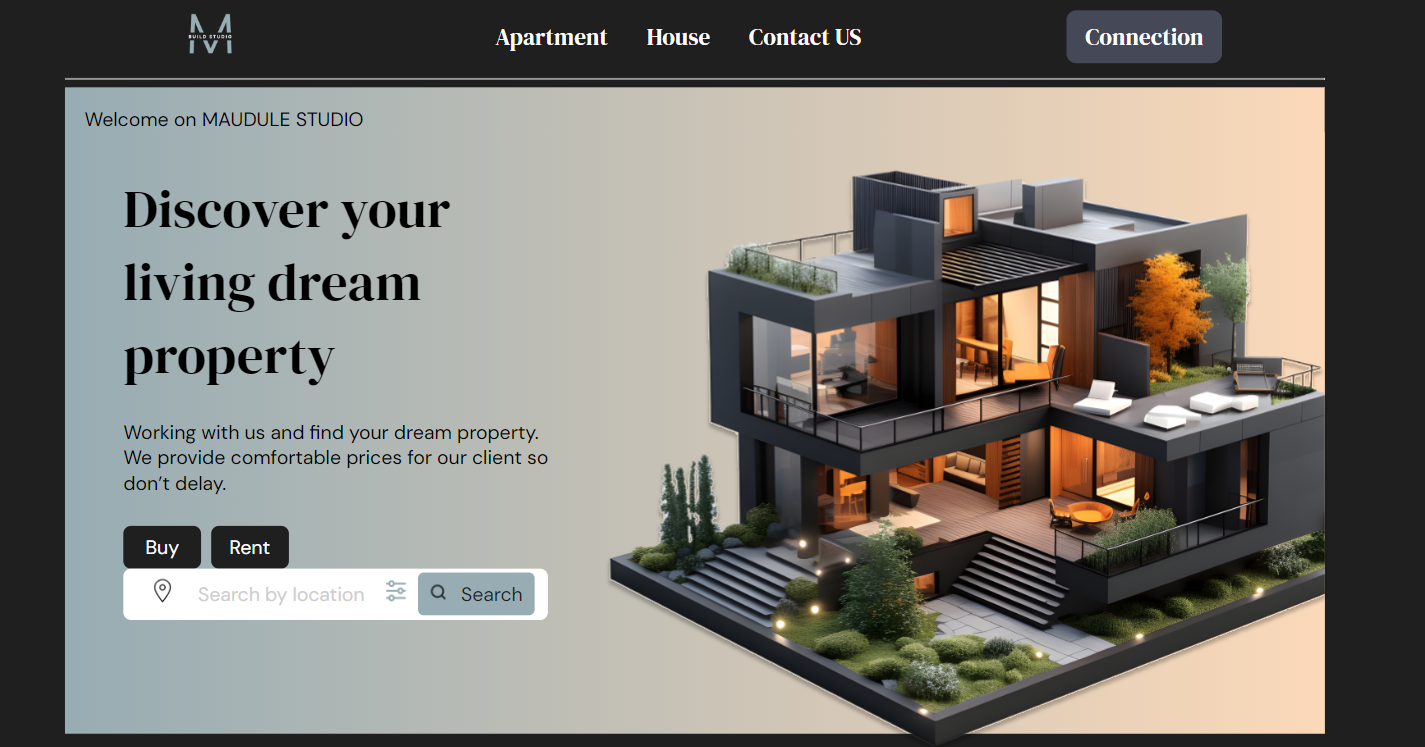 BUILD STUDIO
Apartment
House
Contact US
Connection
Welcome on MAUDULE STUDIO
Discover your
living dream
property
Working with us and find your dream property.
We provide comfortable prices for our client so
don’t delay.
Buy
Rent
Search by location
Search